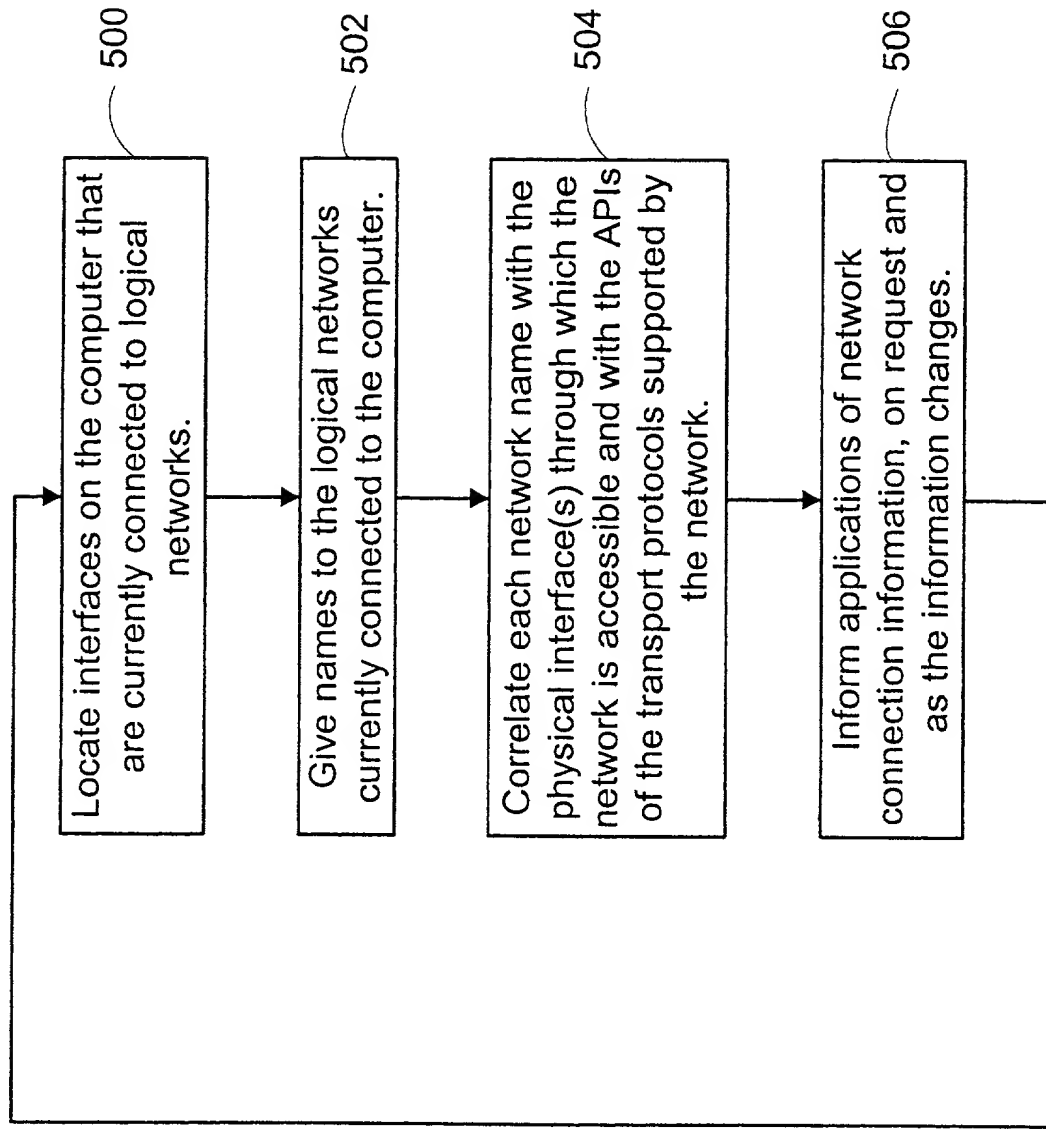 500
Locate interfaces on the computer that
are currently connected to logical
networks.
502
Give names to the logical networks
currently connected to the computer.
504
Correlate each network name with the
physical interface(s) through which the
network is accessible and with the APIs
of the transport protocols supported by
the network.
506
Inform applications of network
connection information, on request and
as the information changes.